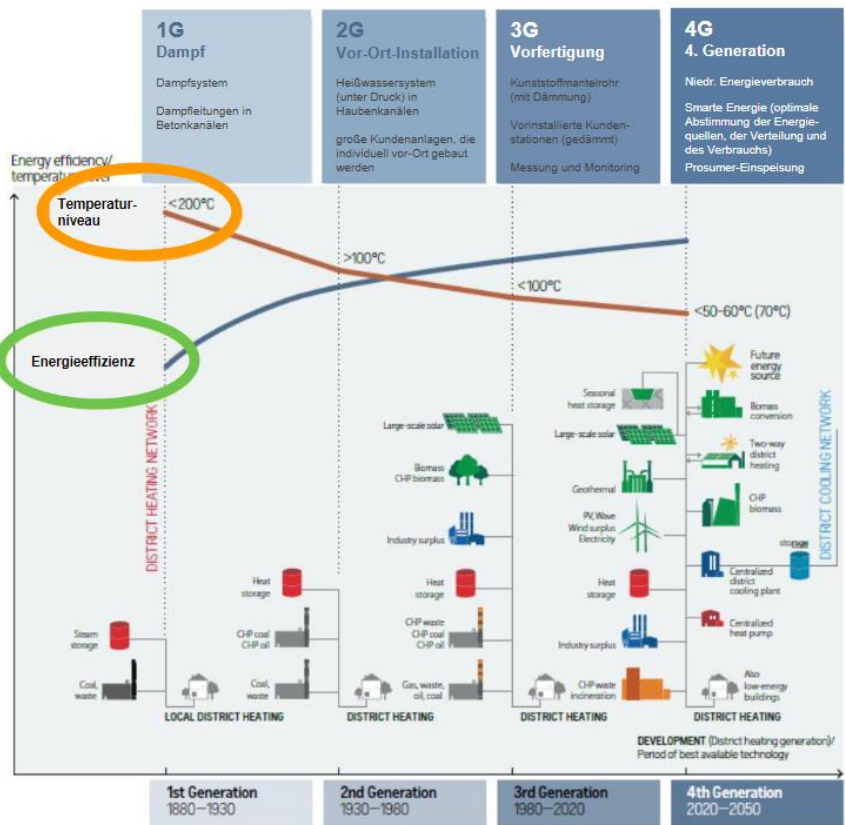 1G
Dampf
Dampfsystem
Dampfleitungen in
Betonkanälen
2G
Vor-Ort-Installation
Heißwassersystem
(unter Druck) in
Haubenkanälen
große Kundenanlagen, die
individuell vor-Ort gebaut
werden
3G
Vorfertigung
Kunststoffmantelrohr
(mit Dämmung)
Vorinstallierte Kunden-
stationen (gedämmt)
Messung und Monitoring
4G
4. Generation
Niedr. Energieverbrauch
Smarte Energie (optimale
Abstimmung der Energie-
quellen, der Verteilung und
des Verbrauchs)
Prosumer-Einspeisung
Energy efficiency/
temperature
Temperatur-
niveau
<200°C
>100°C
<100°C
<50-60°C (70°C)
Energieeffizienz
DISTRICT HEATING NETWORK
Steam
storage
Coal,
waste
LOCAL DISTRICT HEATING
Heat
storage
CHP coal
CHP oil
Coal,
waste
DISTRICT HEATING
Large-scale solar
Biomass
CHP biomass
Industry surplus
Heat
storage
CHP waste
CHP coal
CHP oil
Gas, waste,
oil, coal
DISTRICT HEATING
Seasonal
heat storage
Large-scale solar
Geothermal
PV, Wave
Wind surplus
Electricity
Heat
storage
Industry surplus
CHP waste
incineration
Future
energy
source
Biomass
conversion
Two-way
district
heating
CHP
biomass
storage
Centralized
district
cooling plant
Centralized
heat pump
Also
low-energy
buildings
DISTRICT HEATING
DISTRICT COOLING NETWORK
DEVELOPMENT (District heating generation)/
Period of best available technology
1st Generation
1880–1930
2nd Generation
1930–1980
3rd Generation
1980–2020
4th Generation
2020–2050